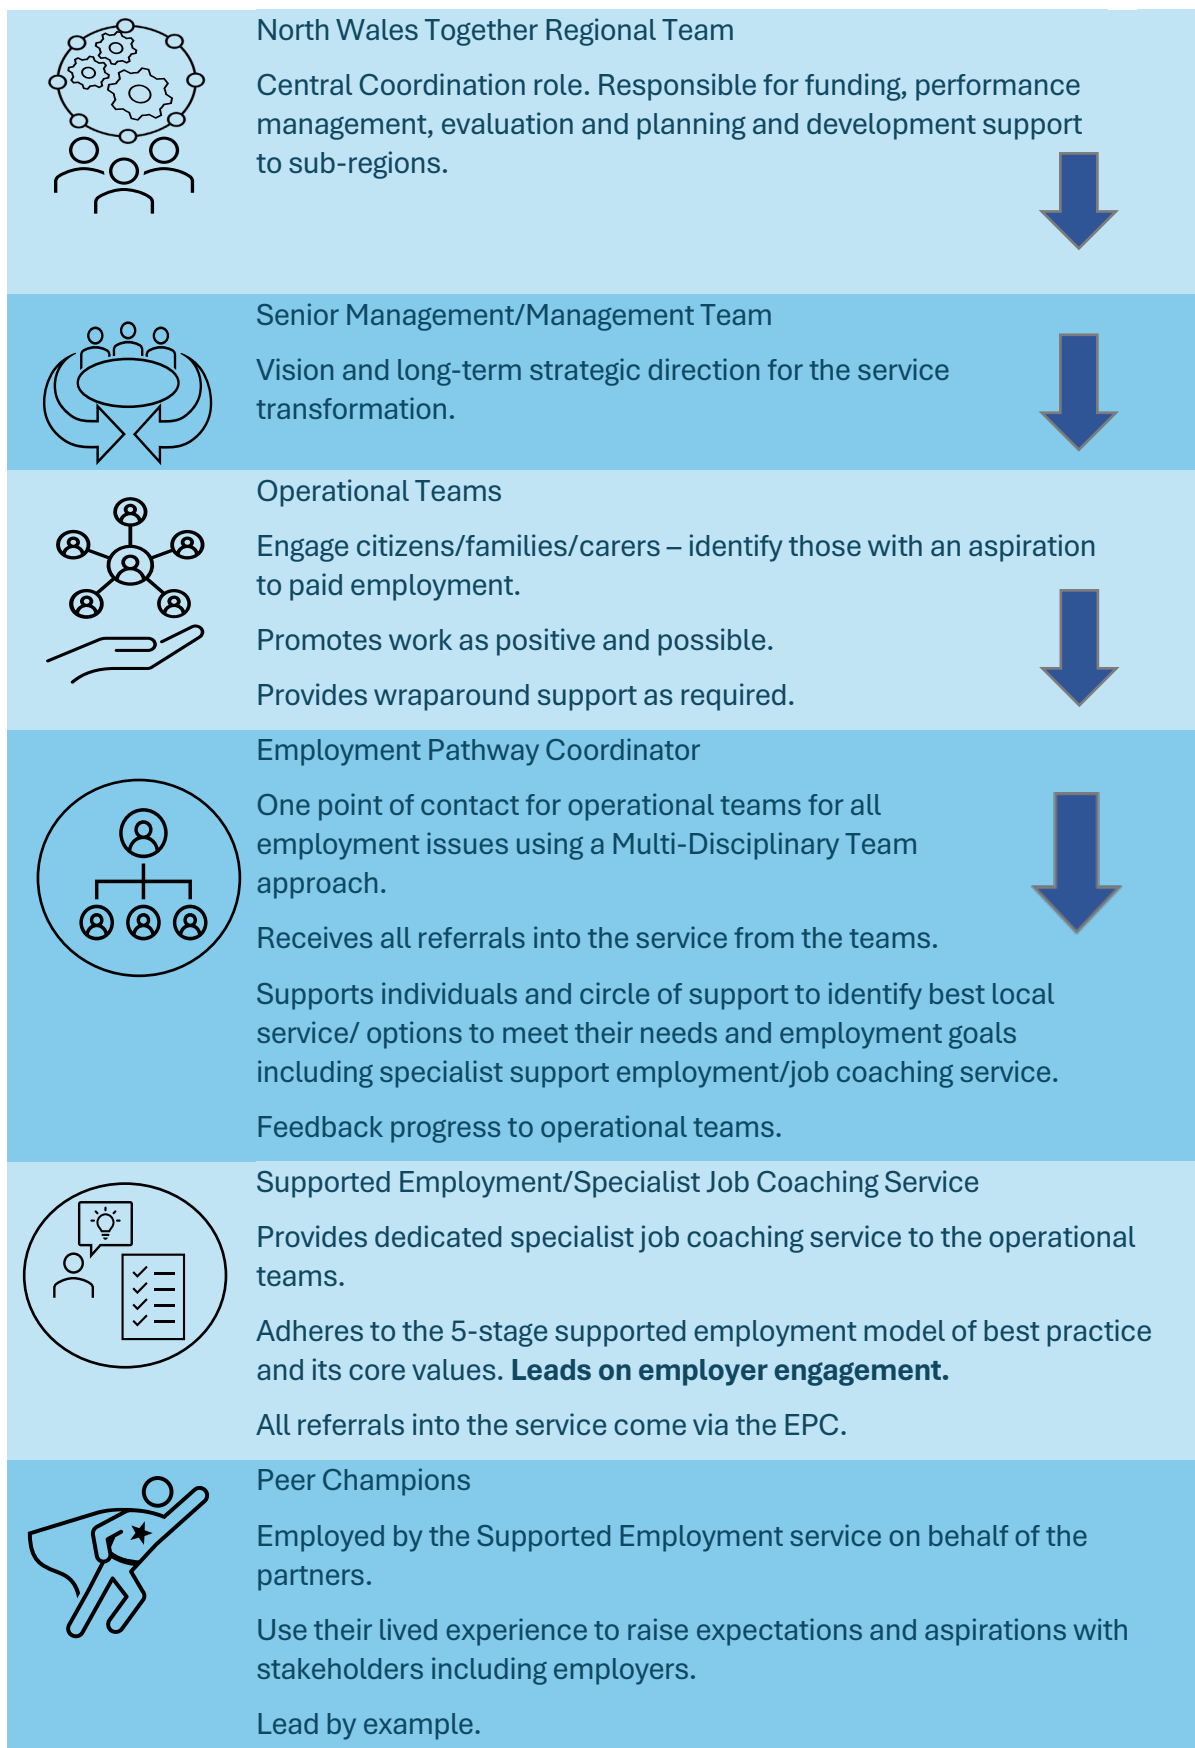 North Wales Together Regional Team
Central Coordination role. Responsible for funding, performance
management, evaluation and planning and development support
to sub-regions.
Senior Management/Management Team
Vision and long-term strategic direction for the service
transformation.
Operational Teams
Engage citizens/families/carers – identify those with an aspiration
to paid employment.
Promotes work as positive and possible.
Provides wraparound support as required.
Employment Pathway Coordinator
One point of contact for operational teams for all
employment issues using a Multi-Disciplinary Team
approach.
Receives all referrals into the service from the teams.
Supports individuals and circle of support to identify best local
service/ options to meet their needs and employment goals
including specialist support employment/job coaching service.
Feedback progress to operational teams.
Supported Employment/Specialist Job Coaching Service
Provides dedicated specialist job coaching service to the operational
teams.
Adheres to the 5-stage supported employment model of best practice
and its core values. Leads on employer engagement.
All referrals into the service come via the EPC.
Peer Champions
Employed by the Supported Employment service on behalf of the
partners.
Use their lived experience to raise expectations and aspirations with
stakeholders including employers.
Lead by example.